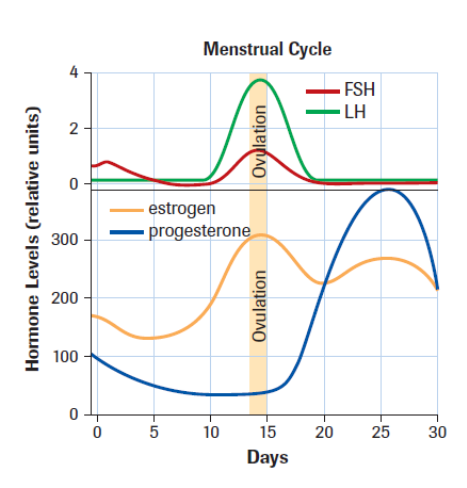 Menstrual Cycle
Hormone Levels (relative units)
4
2
0
FSH
LH
Ovulation
300
200
100
0
estrogen
progesterone
Ovulation
0 5 10 15 20 25 30
Days